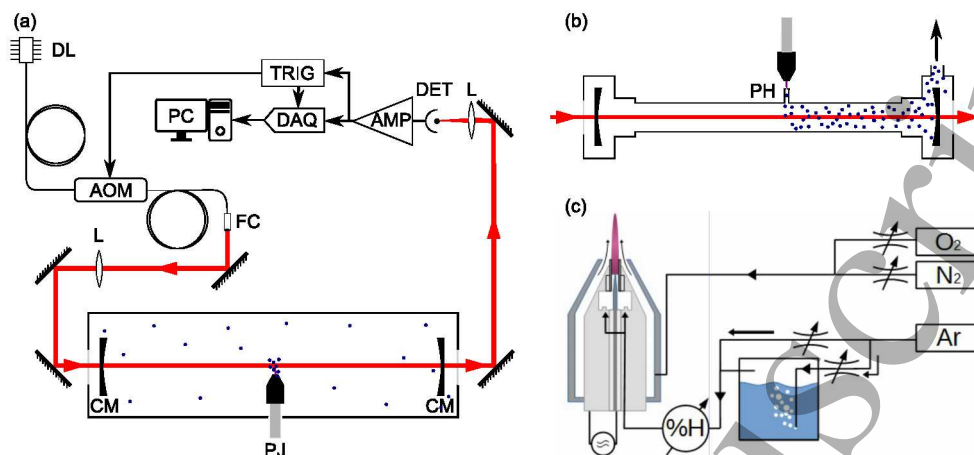 (a)
DL
TRIG
DET
L
PC
DAQ
AMP
AOM
FC
L
CM
CM
PJ
(b)
PH
(c)
O2
N2
Ar
%H